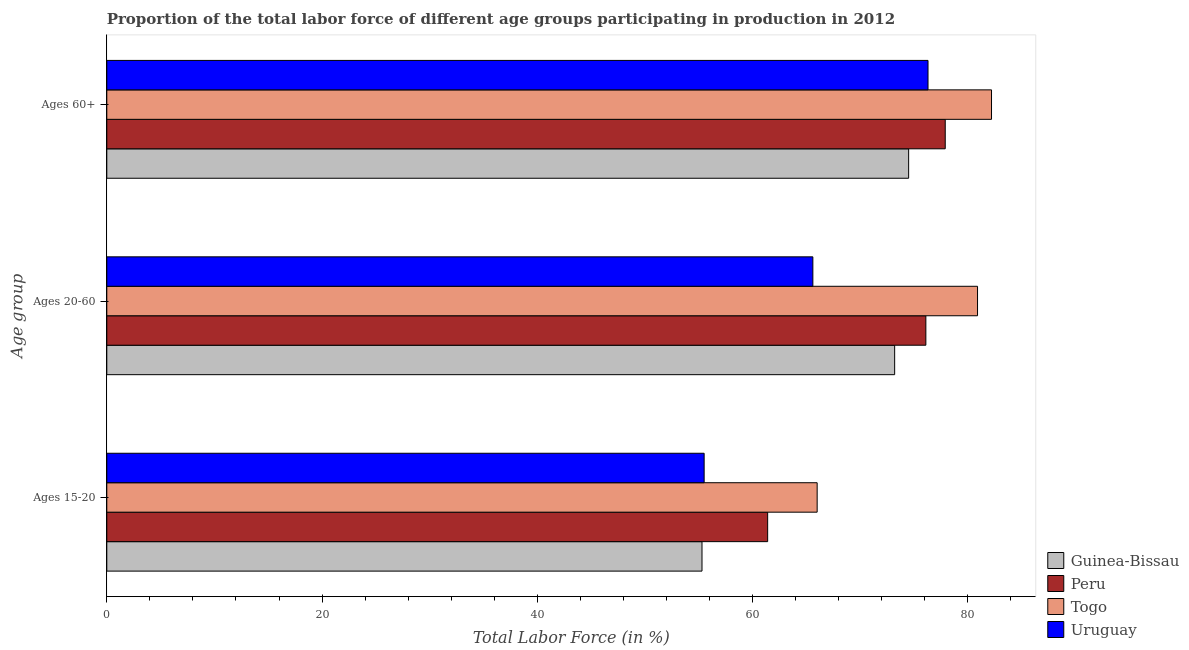 Proportion of the total labor force of different age groups participating in production in 2012
Ages 60+
Ages 20-60
Ages 15-20
Age group
0
20
40
60
80
Total Labor Force (in %)
Guinea-Bissau
Peru
Togo
Uruguay